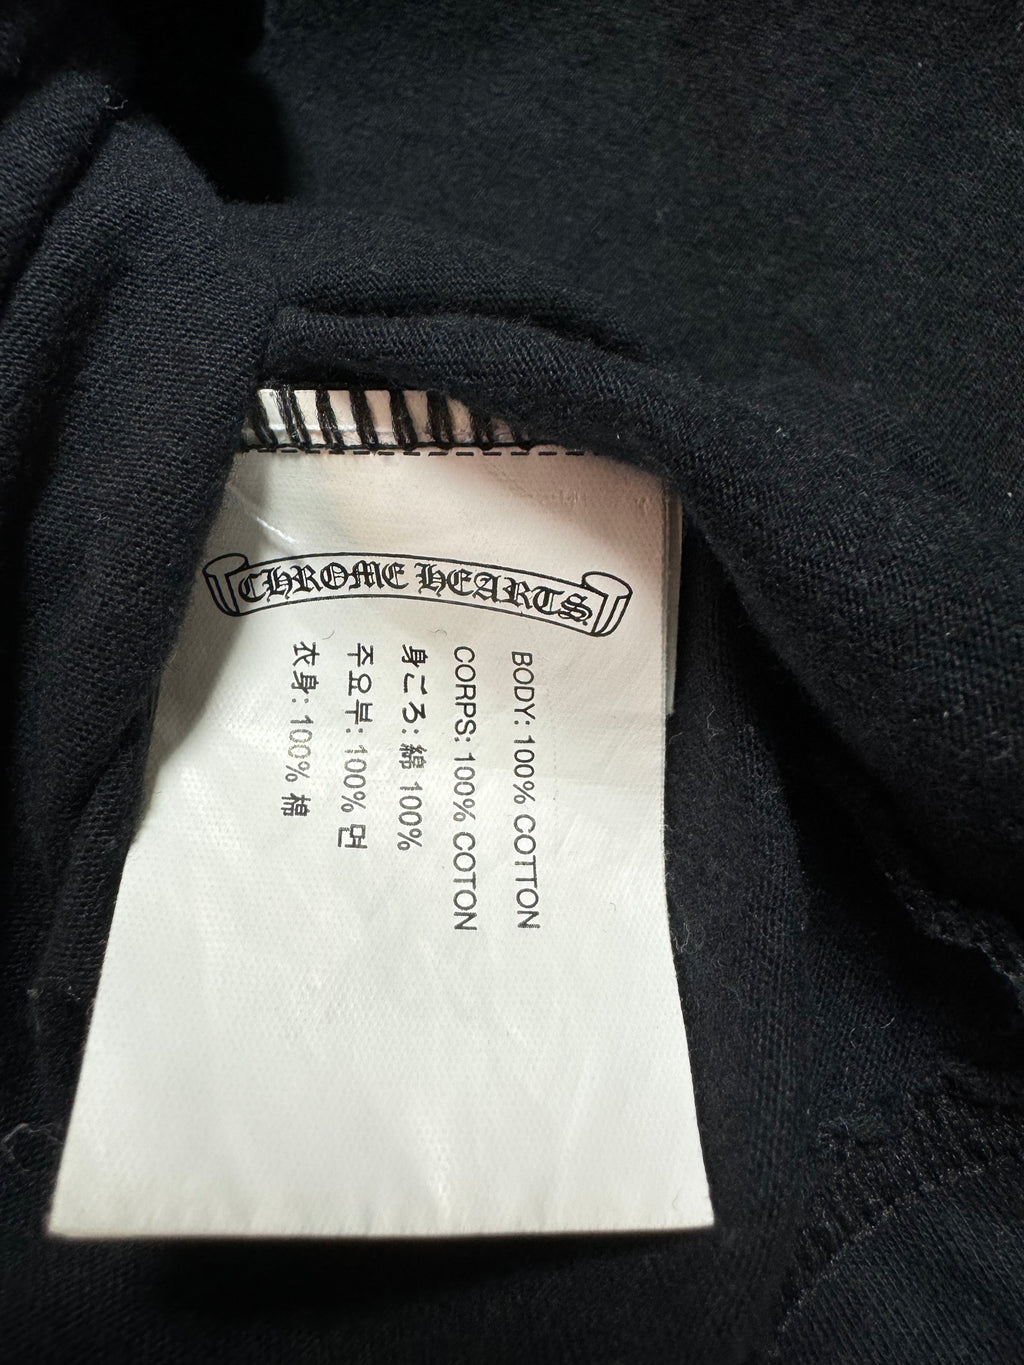 CHROME HEARTS
BODY: 100% COTTON
CORPS: 100% COTON
身ごろ: 綿 100%
주요부: 100% 면
衣身: 100% 棉